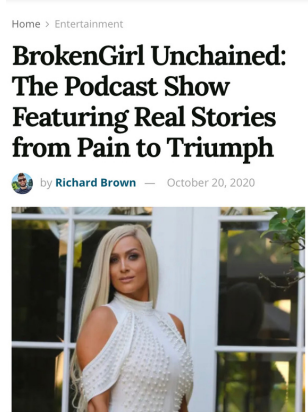 Home > Entertainment
BrokenGirl Unchained:
The Podcast Show
Featuring Real Stories
from Pain to Triumph
by Richard Brown — October 20, 2020